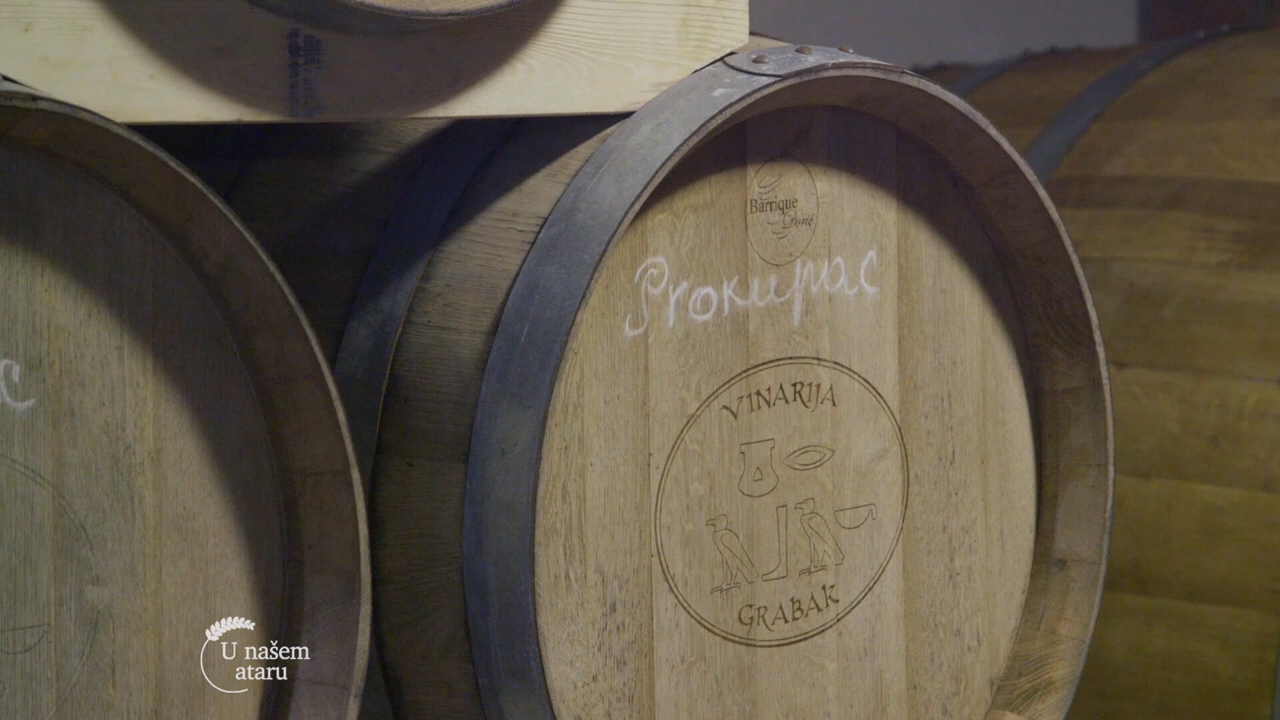 Barrique
Prokupac
VINARIJA
GRABAK
c
U našem
ataru